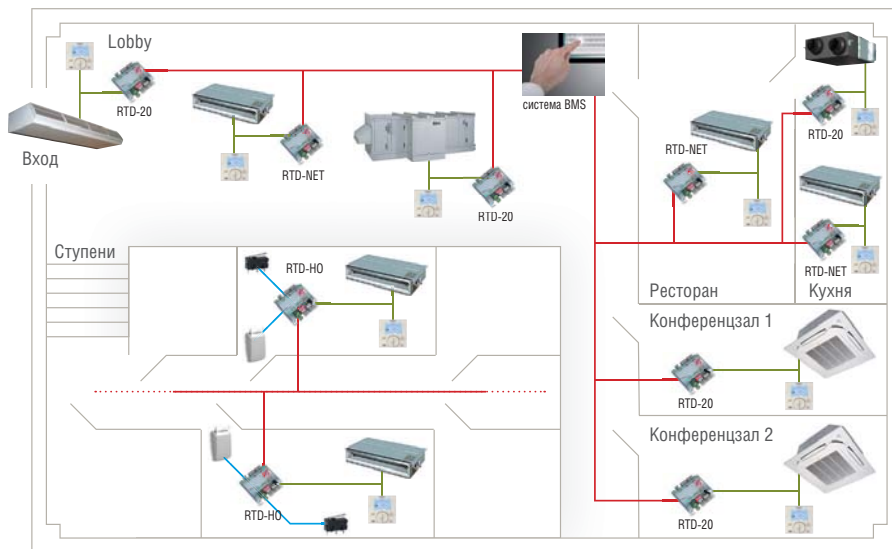 Lobby
RTD-20
Вход
RTD-NET
RTD-20
система BMS
RTD-NET
RTD-20
RTD-NET
Ступени
RTD-HO
Ресторан
Кухня
Конференцзал 1
RTD-20
Конференцзал 2
RTD-20
RTD-HO